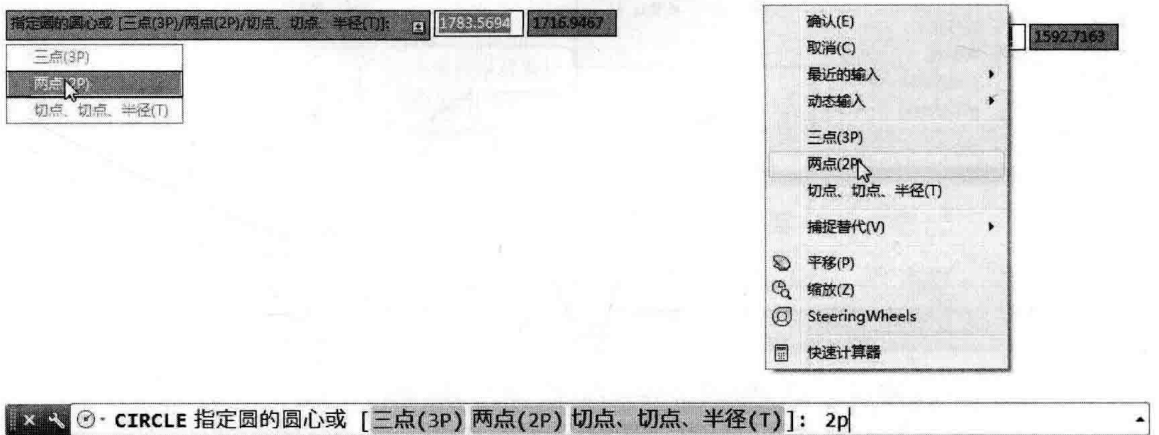 指定圆的圆心或 [三点(3P)/两点(2P)/切点、切点、半径(T)]: 1783.5694 1716.9467
三点(3P)
两点(2P)
切点、切点、半径(T)
确认(E)
取消(C)
最近的输入
动态输入
三点(3P)
两点(2P)
切点、切点、半径(T)
捕捉替代(V)
平移(P)
缩放(Z)
SteeringWheels
快速计算器
1592.7163
CIRCLE 指定圆的圆心或 [三点(3P) 两点(2P) 切点、切点、半径(T)]: 2p